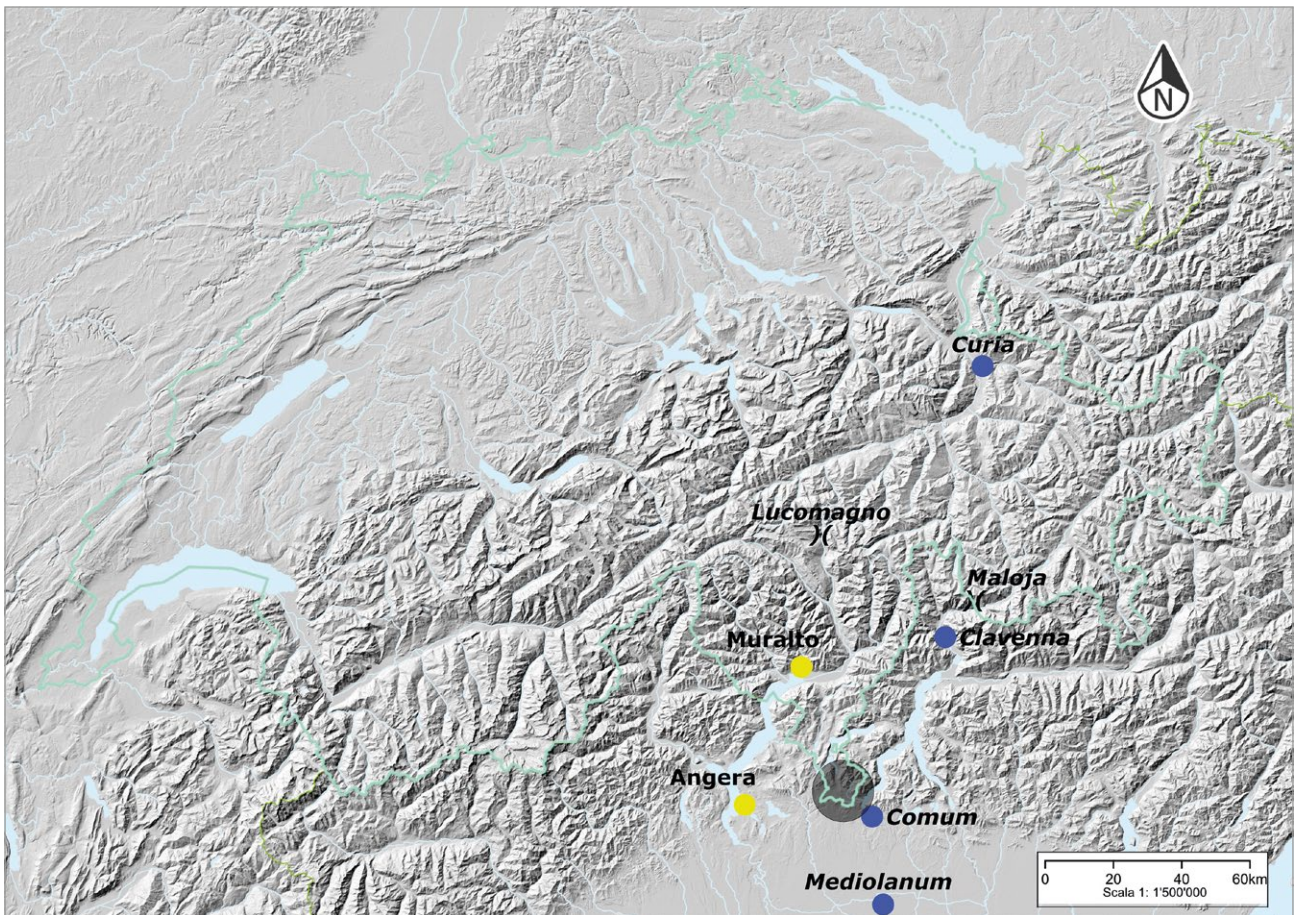 N
Curia
Lucomagno
)(
Maloja
)(
Clavenna
Muralto
Angera
Comum
Mediolanum
0 20 40 60km
Scala 1: 1'500'000